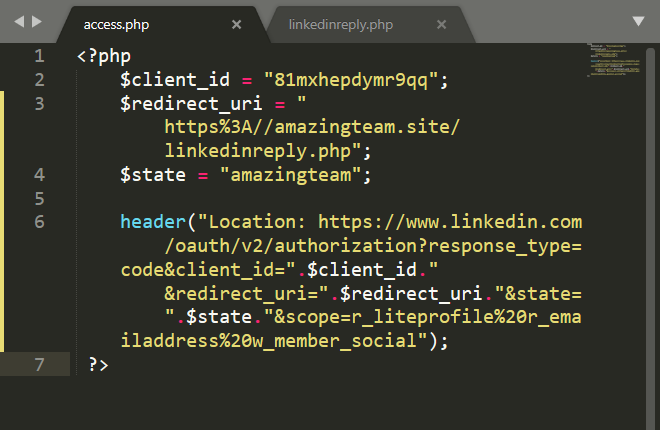 access.php
linkedinreply.php
1 <?php
2 $client_id = "81mxhepdymr9qq";
3 $redirect_uri = "
https%3A//amazingteam.site/
linkedinreply.php";
4 $state = "amazingteam";
5
6 header("Location: https://www.linkedin.com
/oauth/v2/authorization?response_type=
code&client_id=".$client_id."
&redirect_uri=".$redirect_uri."&state=
".$state."&scope=r_liteprofile%20r_ema
iladdress%20w_member_social");
7 ?>